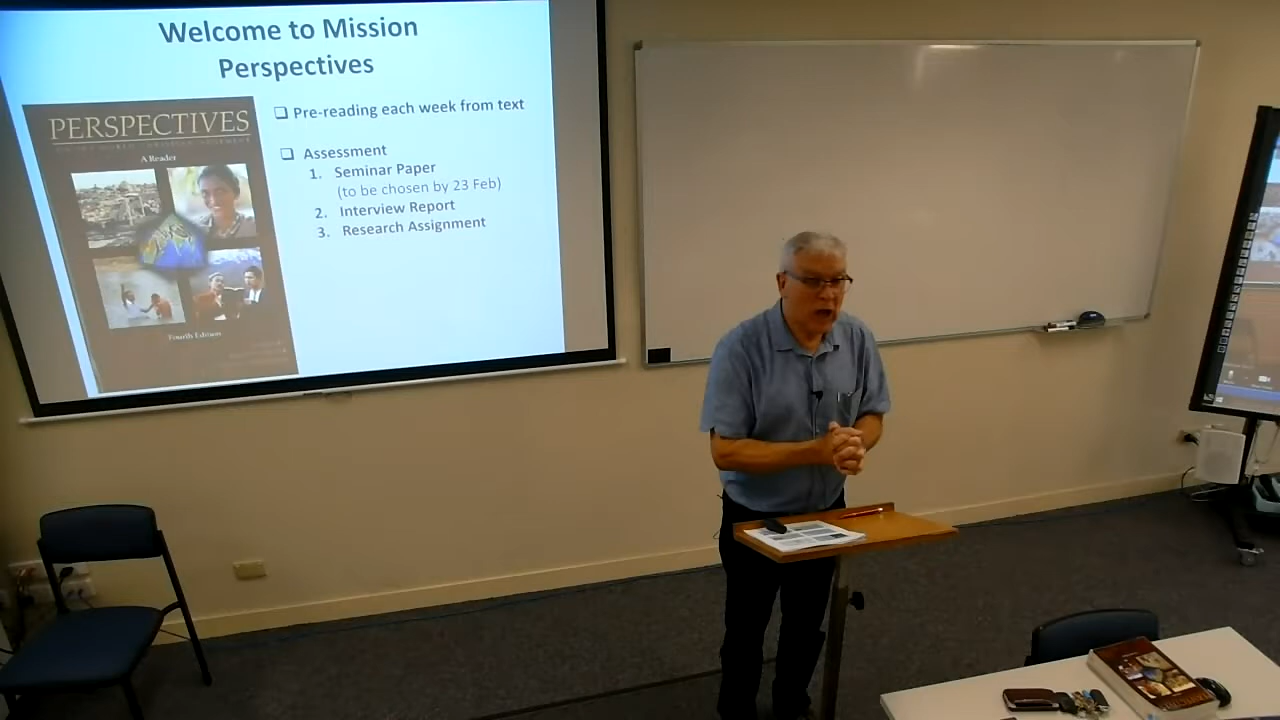 Welcome to Mission
Perspectives
❑ Pre-reading each week from text
❑ Assessment
1. Seminar Paper
(to be chosen by 23 Feb)
2. Interview Report
3. Research Assignment
PERSPECTIVES
A Reader
Fourth Edition